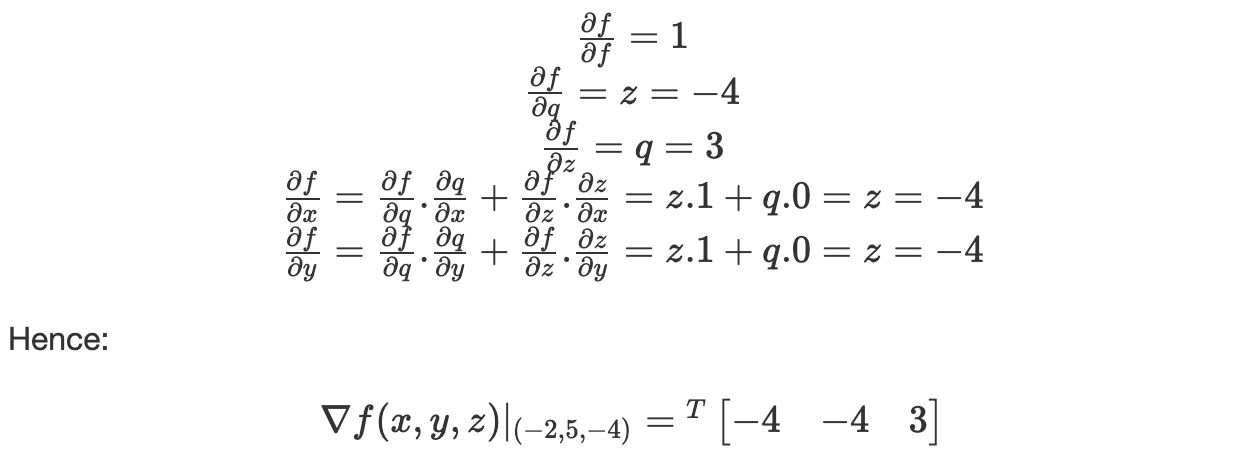 ∂f/∂f = 1
∂f/∂q = z = −4
∂f/∂z = q = 3
∂f/∂x = ∂f/∂q . ∂q/∂x + ∂f/∂z . ∂z/∂x = z.1 + q.0 = z = −4
∂f/∂y = ∂f/∂q . ∂q/∂y + ∂f/∂z . ∂z/∂y = z.1 + q.0 = z = −4
Hence:
∇f(x, y, z)|(−2,5,−4) = ᵀ [−4 −4 3]